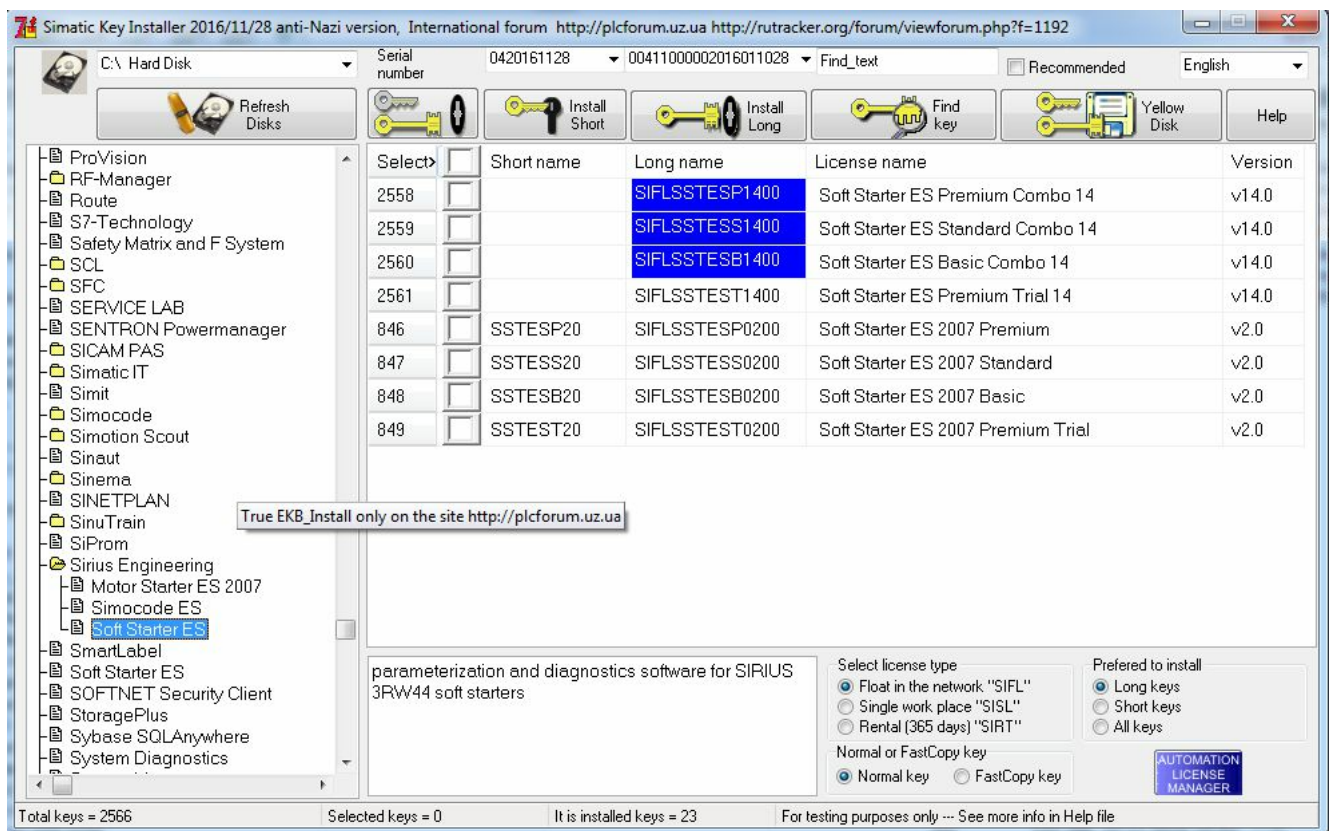 Simatic Key Installer 2016/11/28 anti-Nazi version, International forum http://plcforum.uz.ua http://rutracker.org/forum/viewforum.php?f=1192
C:\ Hard Disk
Serial number
0420161128
00411000002016011028
Find_text
Recommended
English
Refresh Disks
Install Short
Install Long
Find key
Yellow Disk
Help
ProVision
RF-Manager
Route
S7-Technology
Safety Matrix and F System
SCL
SFC
SERVICE LAB
SENTRON Powermanager
SICAM PAS
Simatic IT
Simit
Simocode
Simotion Scout
Sinaut
Sinema
SINETPLAN
SinuTrain
SiProm
Sirius Engineering
Motor Starter ES 2007
Simocode ES
Soft Starter ES
SmartLabel
Soft Starter ES
SOFTNET Security Client
StoragePlus
Sybase SQLAnywhere
System Diagnostics
True EKB_Install only on the site http://plcforum.uz.ua
Select> Short name Long name License name Version
2558 SIFLSSTESP1400 Soft Starter ES Premium Combo 14 v14.0
2559 SIFLSSTESS1400 Soft Starter ES Standard Combo 14 v14.0
2560 SIFLSSTESB1400 Soft Starter ES Basic Combo 14 v14.0
2561 SIFLSSTEST1400 Soft Starter ES Premium Trial 14 v14.0
846 SSTESP20 SIFLSSTESP0200 Soft Starter ES 2007 Premium v2.0
847 SSTESS20 SIFLSSTESS0200 Soft Starter ES 2007 Standard v2.0
848 SSTESB20 SIFLSSTESB0200 Soft Starter ES 2007 Basic v2.0
849 SSTEST20 SIFLSSTEST0200 Soft Starter ES 2007 Premium Trial v2.0
parameterization and diagnostics software for SIRIUS
3RW44 soft starters
Select license type
Float in the network "SIFL"
Single work place "SISL"
Rental (365 days) "SIRT"
Normal or FastCopy key
Normal key FastCopy key
Prefered to install
Long keys
Short keys
All keys
AUTOMATION
LICENSE
MANAGER
Total keys = 2566 Selected keys = 0 It is installed keys = 23 For testing purposes only --- See more info in Help file